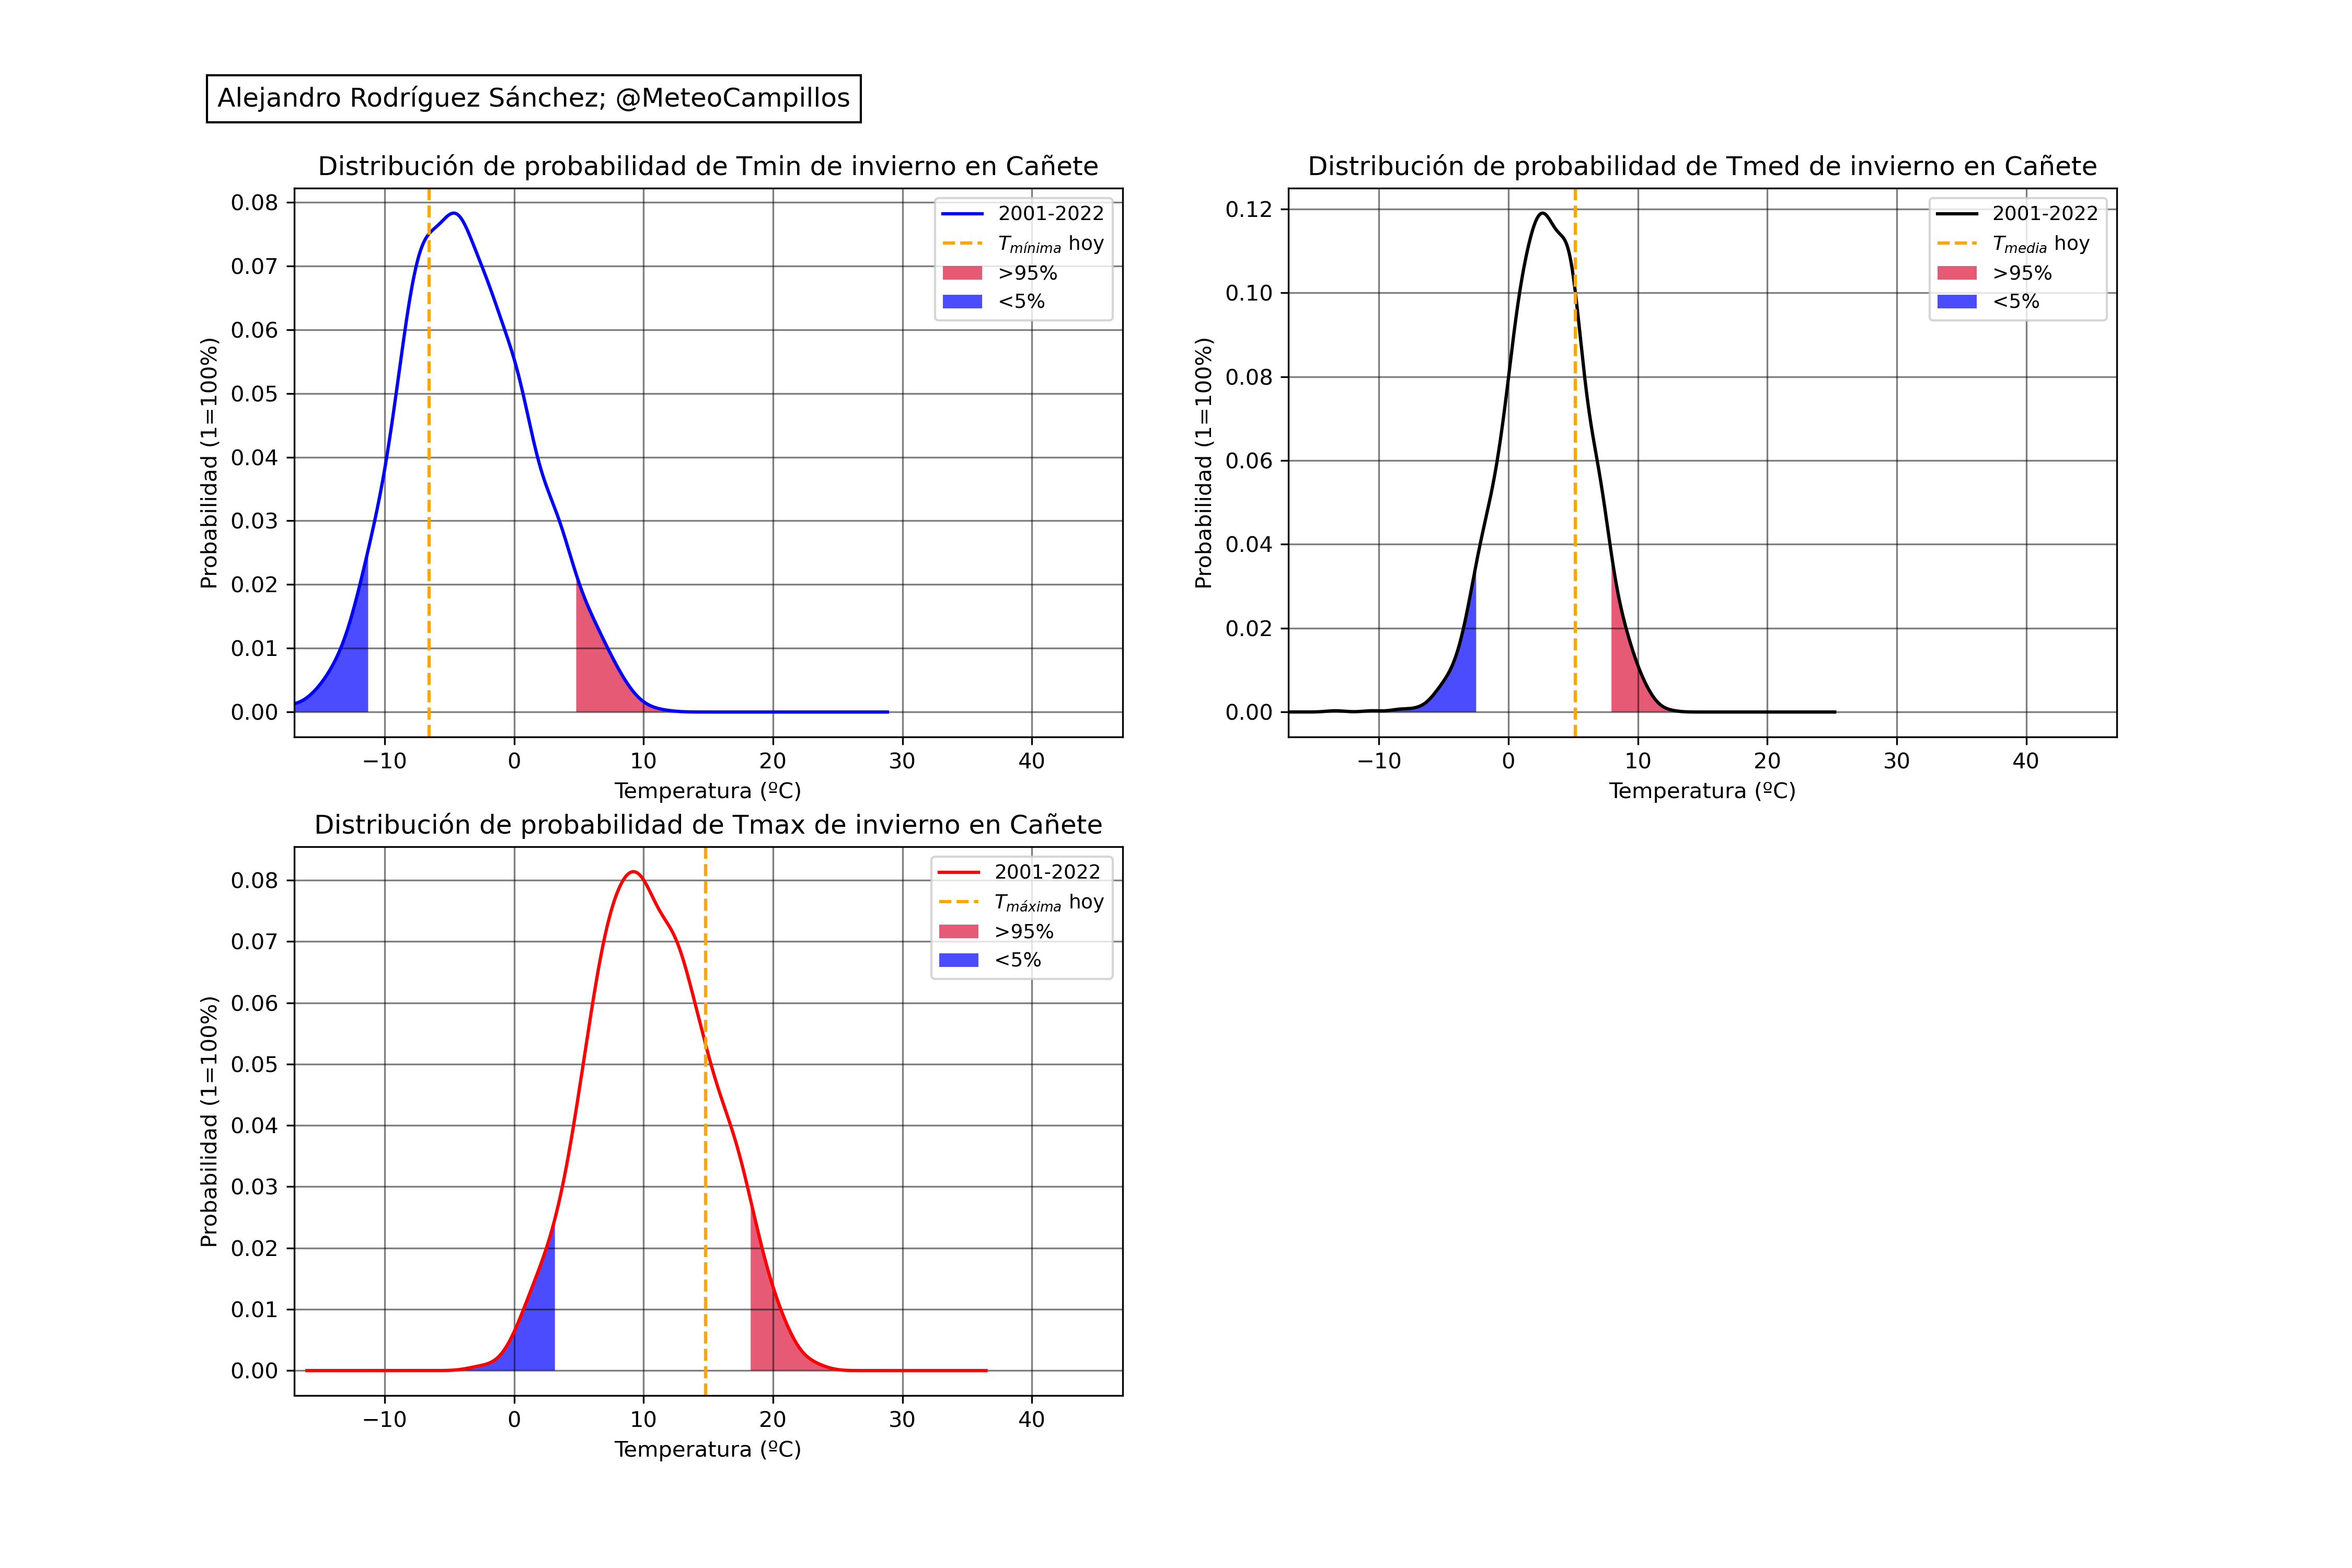 Alejandro Rodríguez Sánchez; @MeteoCampillos
Distribución de probabilidad de Tmin de invierno en Cañete
0.08
0.07
0.06
0.05
0.04
0.03
0.02
0.01
0.00
Probabilidad (1=100%)
2001-2022
Tmínima hoy
>95%
<5%
−10 0 10 20 30 40
Temperatura (ºC)
Distribución de probabilidad de Tmed de invierno en Cañete
0.12
0.10
0.08
0.06
0.04
0.02
0.00
Probabilidad (1=100%)
2001-2022
Tmedia hoy
>95%
<5%
−10 0 10 20 30 40
Temperatura (ºC)
Distribución de probabilidad de Tmax de invierno en Cañete
0.08
0.07
0.06
0.05
0.04
0.03
0.02
0.01
0.00
Probabilidad (1=100%)
2001-2022
Tmáxima hoy
>95%
<5%
−10 0 10 20 30 40
Temperatura (ºC)